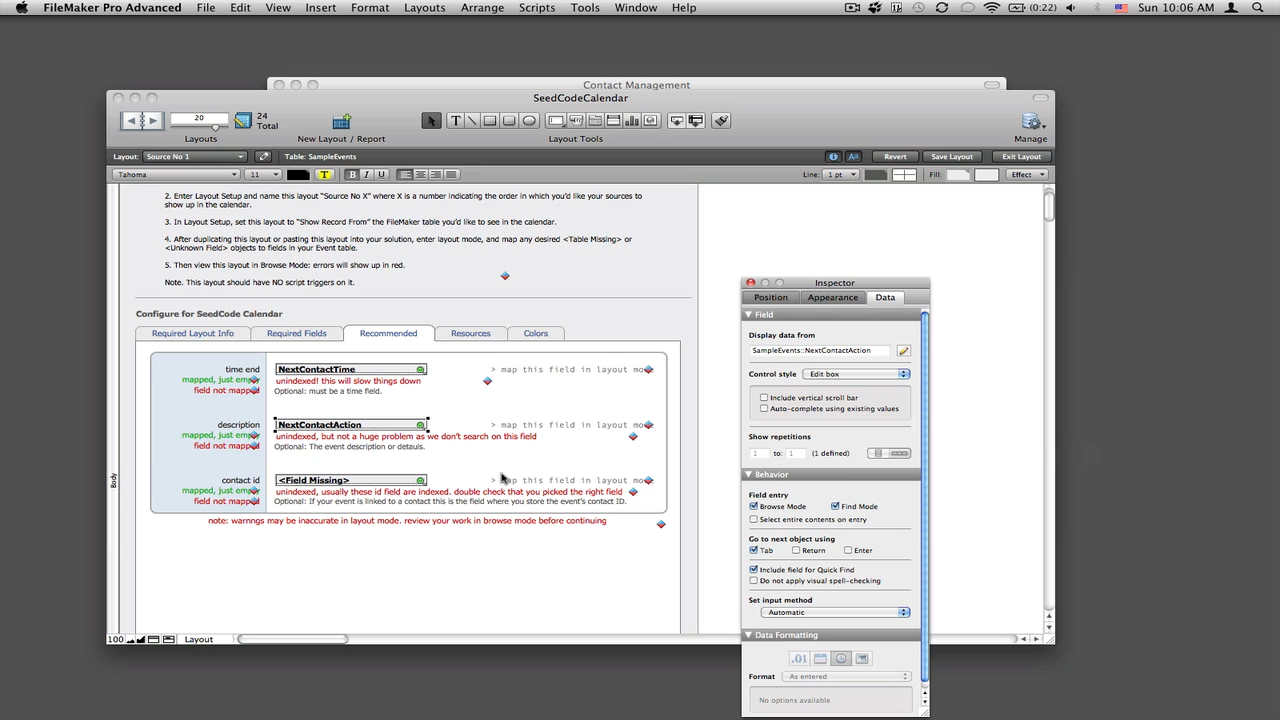 FileMaker Pro Advanced File Edit View Insert Format Layouts Arrange Scripts Tools Window Help (0:22) Sun 10:06 AM
Contact Management
SeedCodeCalendar
20
24
Total
Layouts
New Layout / Report
Layout Tools
Manage
Layout: Source No 1 Table: SampleEvents Revert Save Layout Exit Layout
Tahoma 11 B I U Line: 1 pt Fill: Effect
2. Enter Layout Setup and name this layout "Source No X" where X is a number indicating the order in which you'd like your sources to
show up in the calendar.
3. In Layout Setup, set this layout to "Show Record From" the FileMaker table you'd like to see in the calendar.
4. After duplicating this layout or pasting this layout into your solution, enter layout mode, and map any desired <Table Missing> or
<Unknown Field> objects to fields in your Event table.
5. Then view this layout in Browse Mode: errors will show up in red.
Note. This layout should have NO script triggers on it.
Configure for SeedCode Calendar
Required Layout Info Required Fields Recommended Resources Colors
time end NextContactTime > map this field in layout mo
mapped, just empty unindexed! this will slow things down
field not mapped Optional: must be a time field.
description NextContactAction > map this field in layout mo
mapped, just empty unindexed, but not a huge problem as we don't search on this field
field not mapped Optional: The event description or details.
contact id <Field Missing> > map this field in layout mo
mapped, just empty unindexed, usually these id field are indexed. double check that you picked the right field
field not mapped Optional: If your event is linked to a contact this is the field where you store the event's contact ID.
note: warnngs may be inaccurate in layout mode. review your work in browse mode before continuing
Body
100 Layout
Inspector
Position Appearance Data
Field
Display data from
SampleEvents::NextContactAction
Control style Edit box
Include vertical scroll bar
Auto-complete using existing values
Show repetitions
1 to: 1 (1 defined)
Behavior
Field entry
Browse Mode Find Mode
Select entire contents on entry
Go to next object using
Tab Return Enter
Include field for Quick Find
Do not apply visual spell-checking
Set input method
Automatic
Data Formatting
.01
Format As entered
No options available